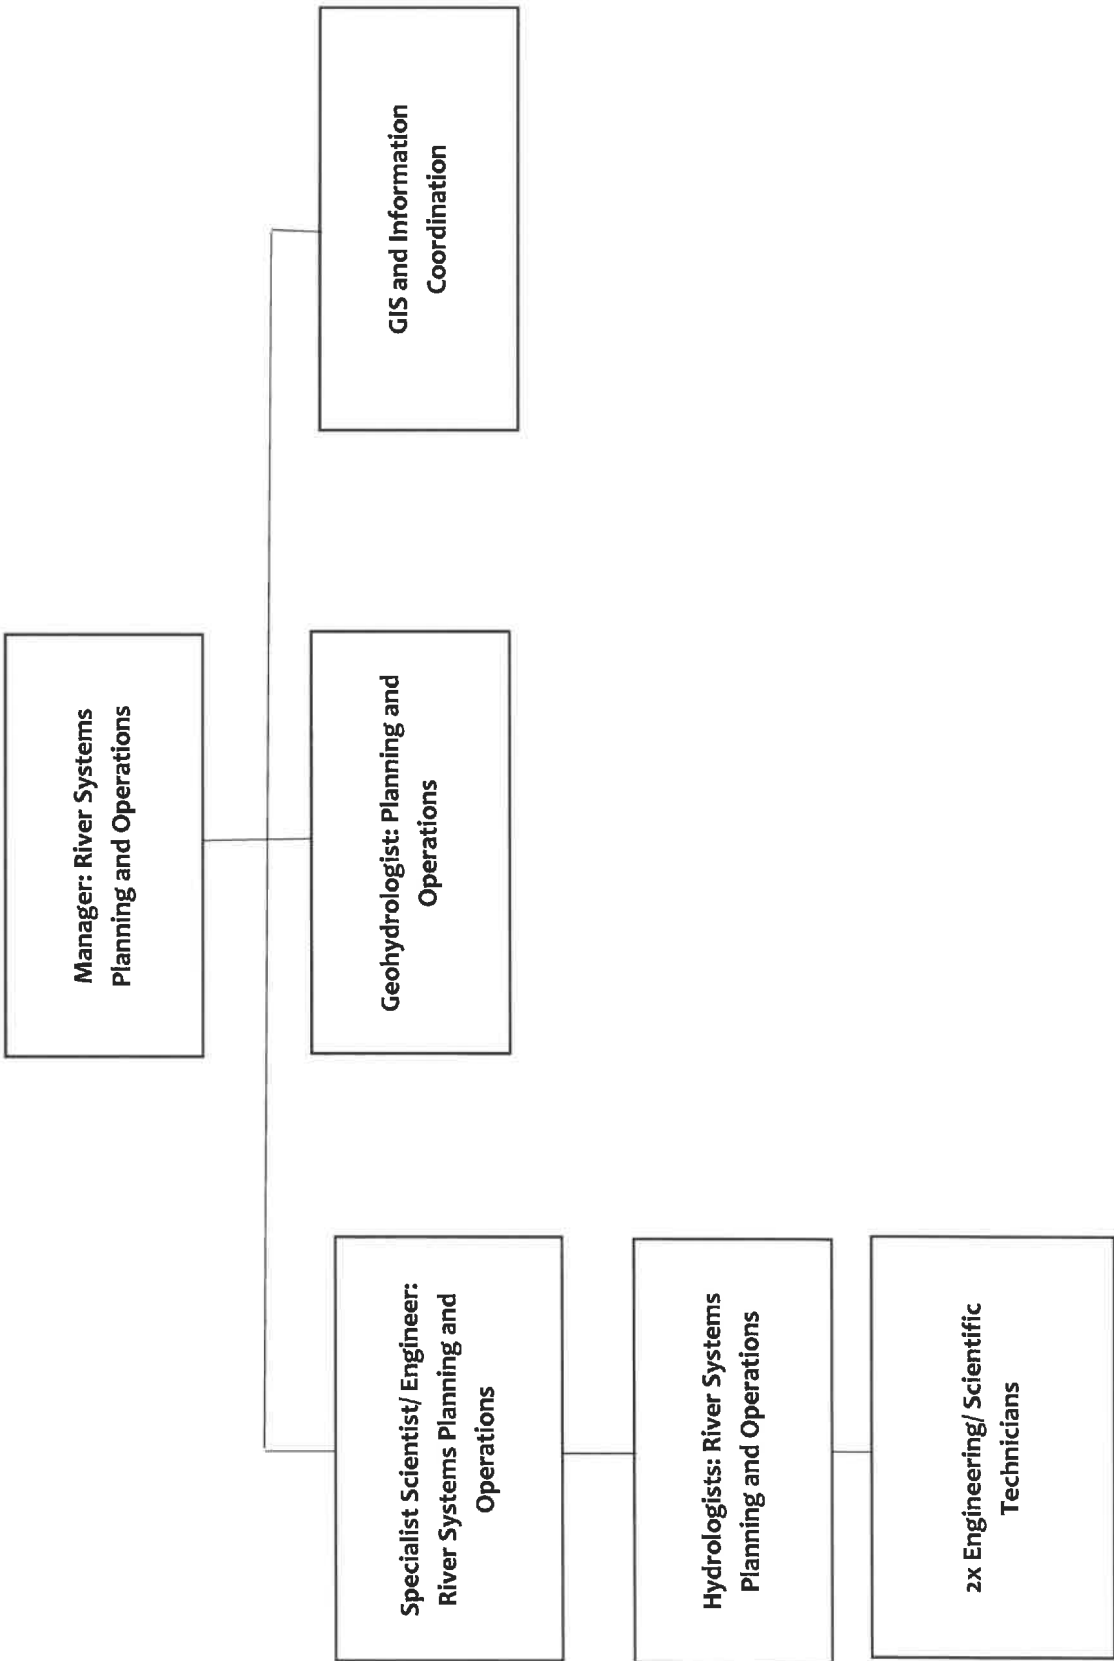 Manager: River Systems
Planning and Operations
Specialist Scientist/ Engineer:
River Systems Planning and
Operations
Geohydrologist: Planning and
Operations
GIS and Information
Coordination
Hydrologists: River Systems
Planning and Operations
2x Engineering/ Scientific
Technicians